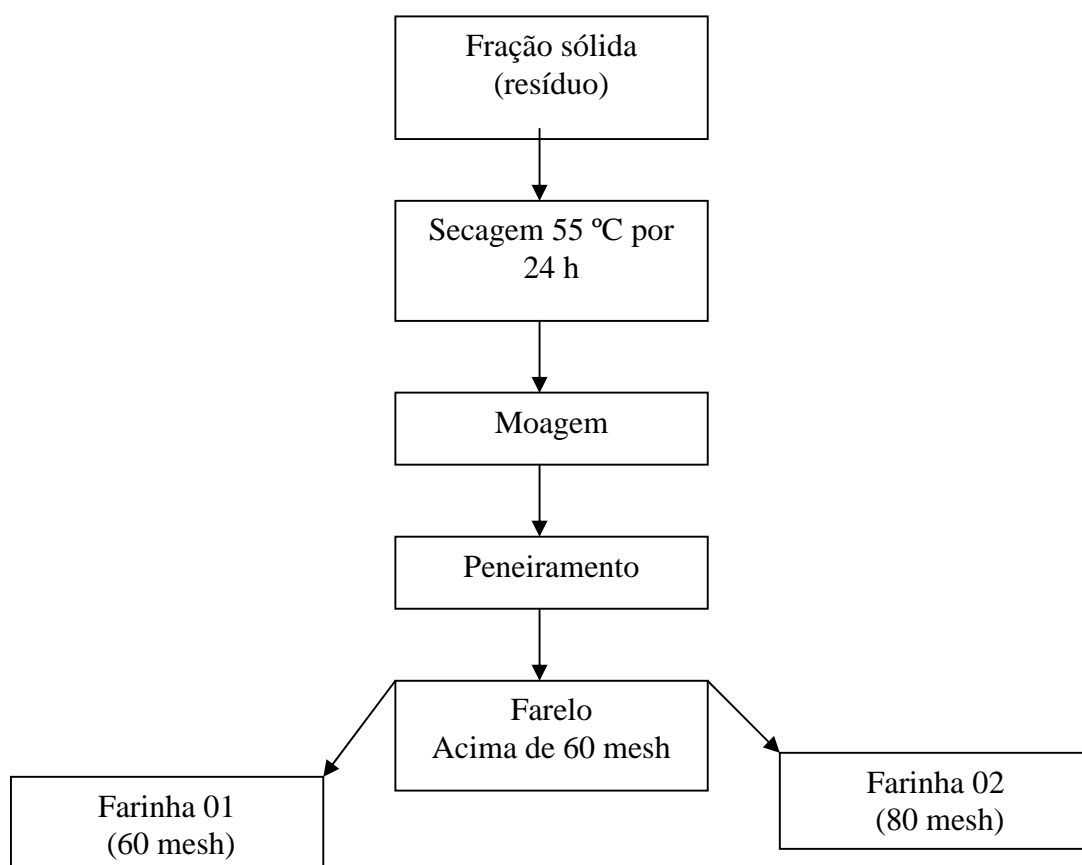 Fração sólida
(resíduo)
Secagem 55 ºC por
24 h
Moagem
Peneiramento
Farelo
Acima de 60 mesh
Farinha 01
(60 mesh)
Farinha 02
(80 mesh)